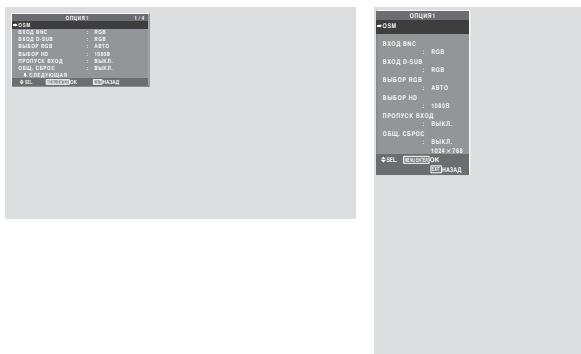 ОПЦИЯ1 1 / 4
OSM
ВХОД BNC : RGB
ВХОД D-SUB : RGB
ВЫБОР RGB : АВТО
ВЫБОР HD : 1080B
ПРОПУСК ВХОД : ВЫКЛ.
ОБЩ. СБРОС : ВЫКЛ.
СЛЕДУЮЩАЯ
SEL. OK НАЗАД
ОПЦИЯ1
OSM
ВХОД BNC
: RGB
ВХОД D-SUB
: RGB
ВЫБОР RGB
: АВТО
ВЫБОР HD
: 1080B
ПРОПУСК ВХОД
: ВЫКЛ.
ОБЩ. СБРОС
: ВЫКЛ.
1024×768
SEL. MENU/ENTER OK
EXIT НАЗАД